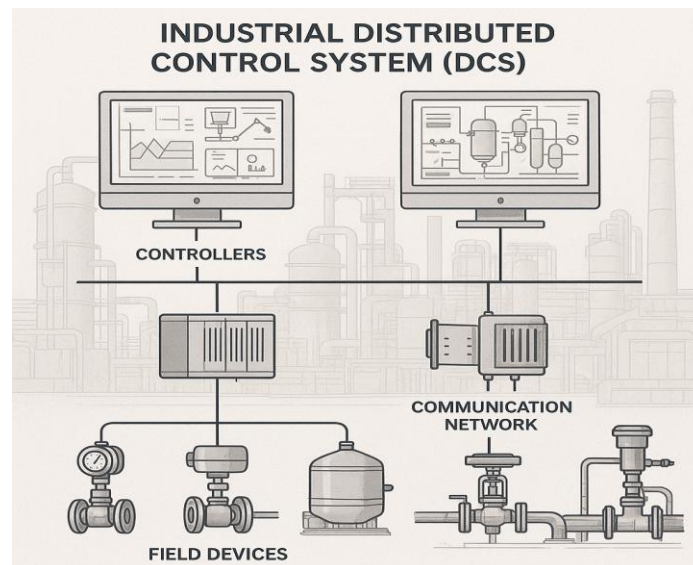 INDUSTRIAL DISTRIBUTED
CONTROL SYSTEM (DCS)
CONTROLLERS
COMMUNICATION
NETWORK
FIELD DEVICES